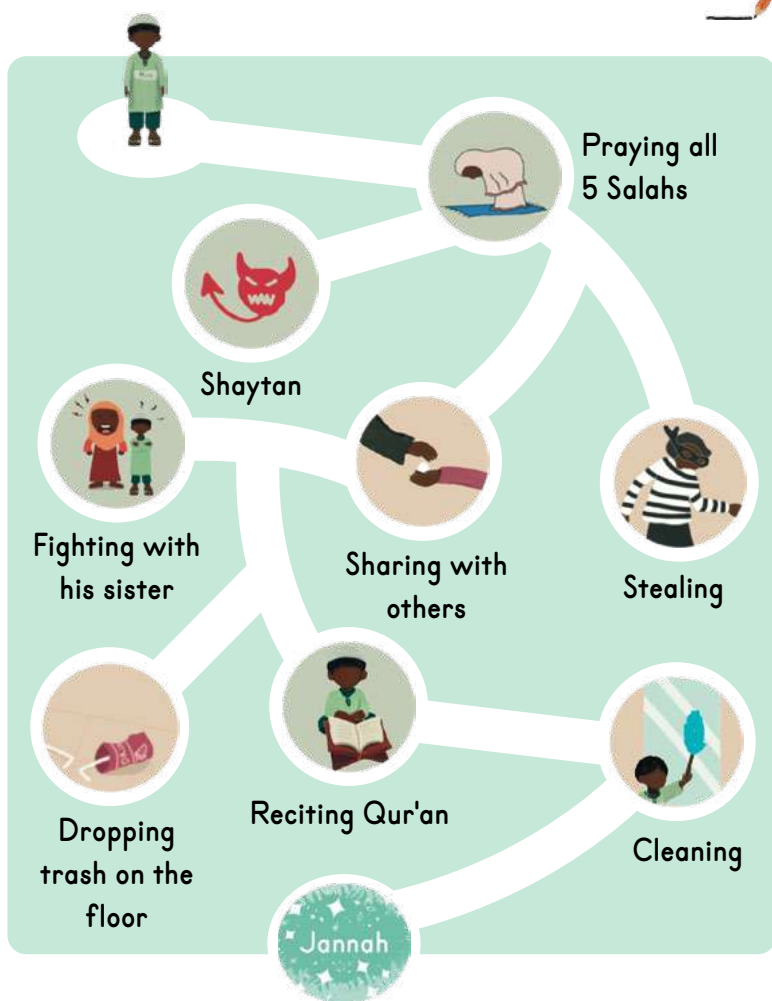 Praying all
5 Salahs
Shaytan
Fighting with
his sister
Sharing with
others
Stealing
Dropping
trash on the
floor
Reciting Qur'an
Cleaning
Jannah